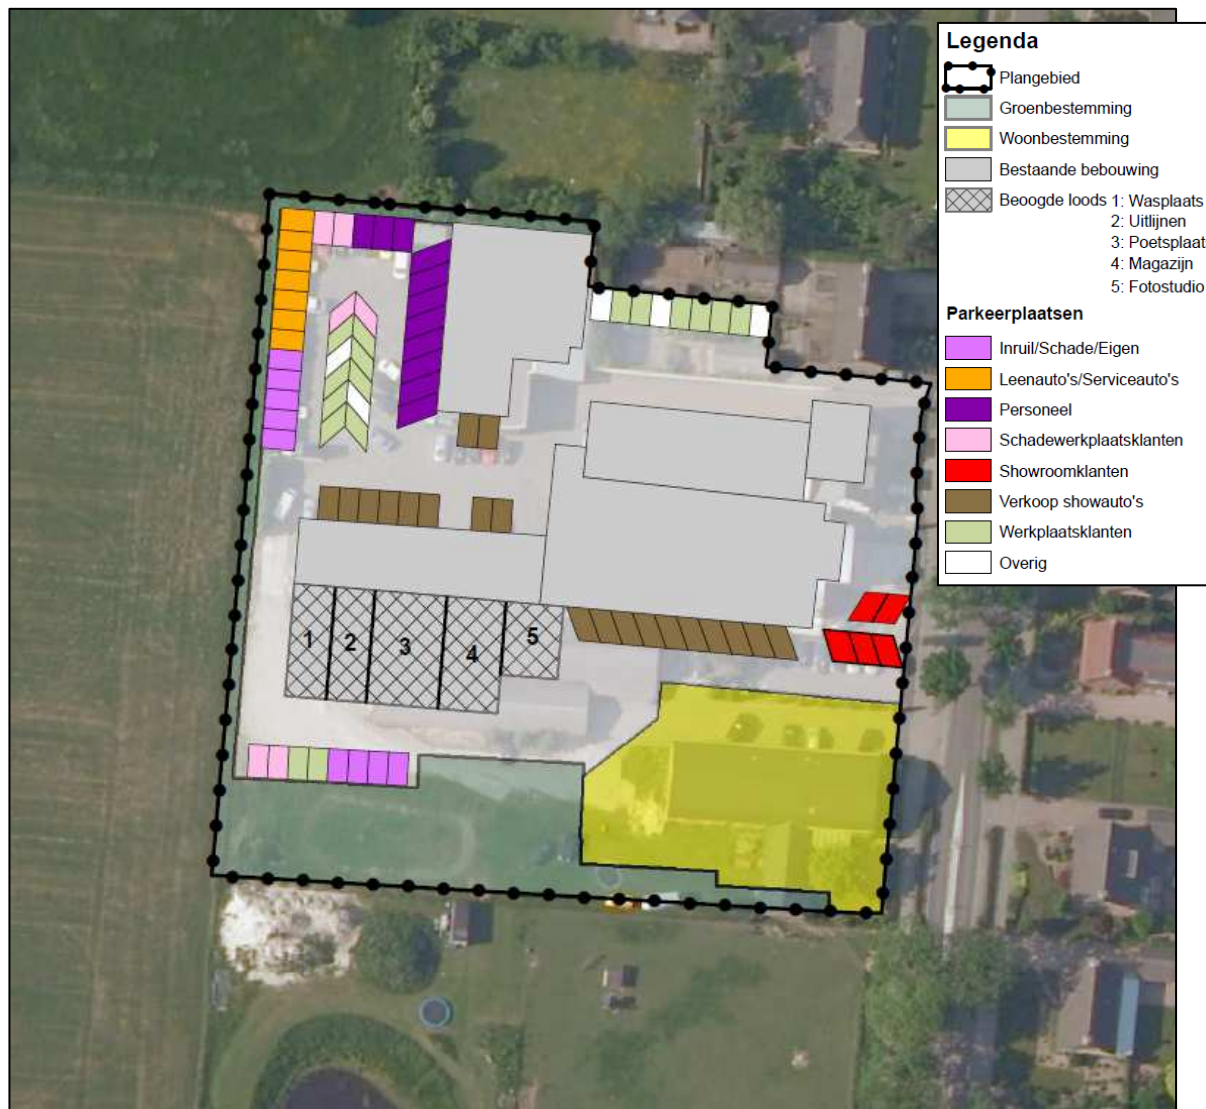 Legenda
Plangebied
Groenbestemming
Woonbestemming
Bestaande bebouwing
Beoogde loods 1: Wasplaats
2: Uitlijnen
3: Poetsplaat
4: Magazijn
5: Fotostudio
Parkeerplaatsen
Inruil/Schade/Eigen
Leenauto's/Serviceauto's
Personeel
Schadewerkplaatsklanten
Showroomklanten
Verkoop showauto's
Werkplaatsklanten
Overig
1 2 3 4 5